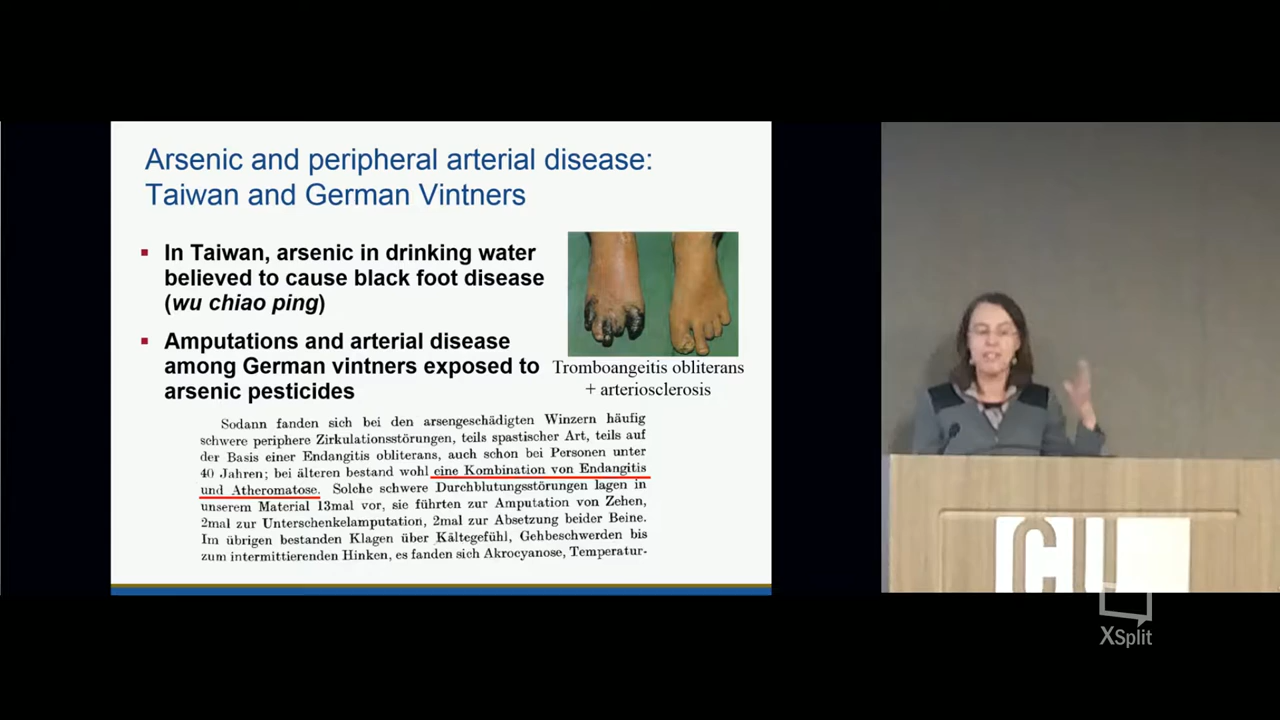 Arsenic and peripheral arterial disease:
Taiwan and German Vintners
▪ In Taiwan, arsenic in drinking water
believed to cause black foot disease
(wu chiao ping)
▪ Amputations and arterial disease
among German vintners exposed to
arsenic pesticides
Tromboangeitis obliterans
+ arteriosclerosis
Sodann fanden sich bei den arsengeschädigten Winzern häufig
schwere periphere Zirkulationsstörungen, teils spastischer Art, teils auf
der Basis einer Endangitis obliterans, auch schon bei Personen unter
40 Jahren; bei älteren bestand wohl eine Kombination von Endangitis
und Atheromatose. Solche schwere Durchblutungsstörungen lagen in
unserem Material 13mal vor, sie führten zur Amputation von Zehen,
2mal zur Unterschenkelamputation, 2mal zur Absetzung beider Beine.
Im übrigen bestanden Klagen über Kältegefühl, Gehbeschwerden bis
zum intermittierenden Hinken, es fanden sich Akrocyanose, Temperatur-
CU
XSplit